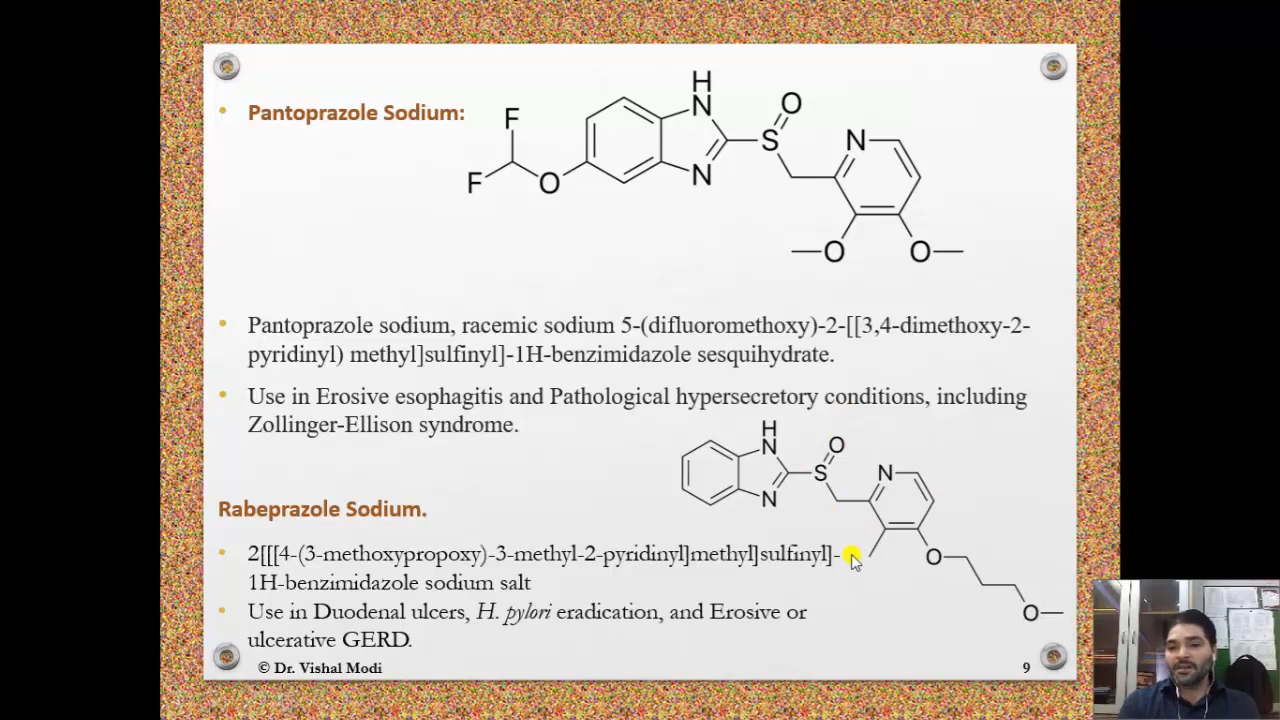 Pantoprazole Sodium:
F
F
O
H
N
N
S
O
N
O
O
Pantoprazole sodium, racemic sodium 5-(difluoromethoxy)-2-[[3,4-dimethoxy-2-
pyridinyl) methyl]sulfinyl]-1H-benzimidazole sesquihydrate.
Use in Erosive esophagitis and Pathological hypersecretory conditions, including
Zollinger-Ellison syndrome.
H
N
N
S
O
N
O
O
Rabeprazole Sodium.
2[[[4-(3-methoxypropoxy)-3-methyl-2-pyridinyl]methyl]sulfinyl]-
1H-benzimidazole sodium salt
Use in Duodenal ulcers, H. pylori eradication, and Erosive or
ulcerative GERD.
© Dr. Vishal Modi
9